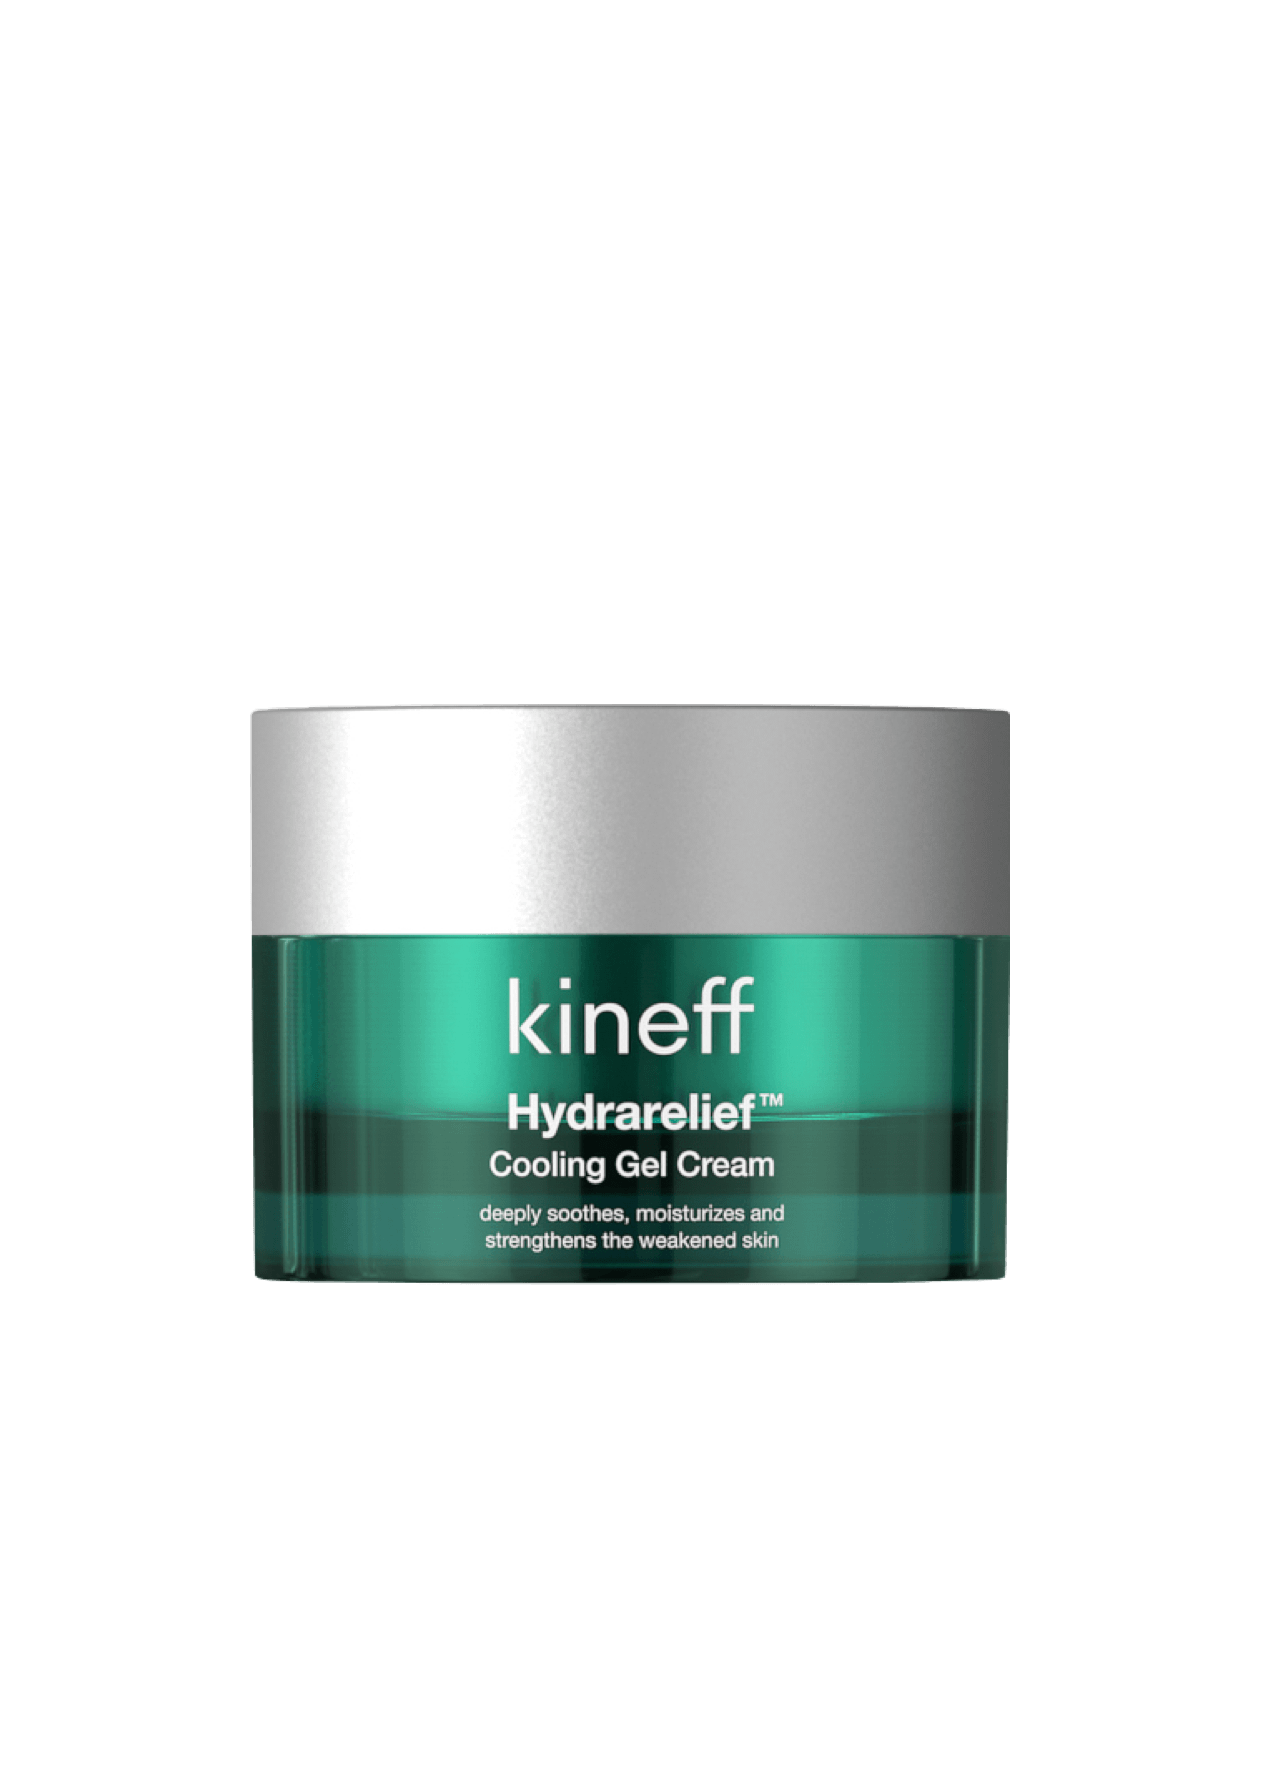 kineff
Hydrarelief™
Cooling Gel Cream
deeply soothes, moisturizes and
strengthens the weakened skin